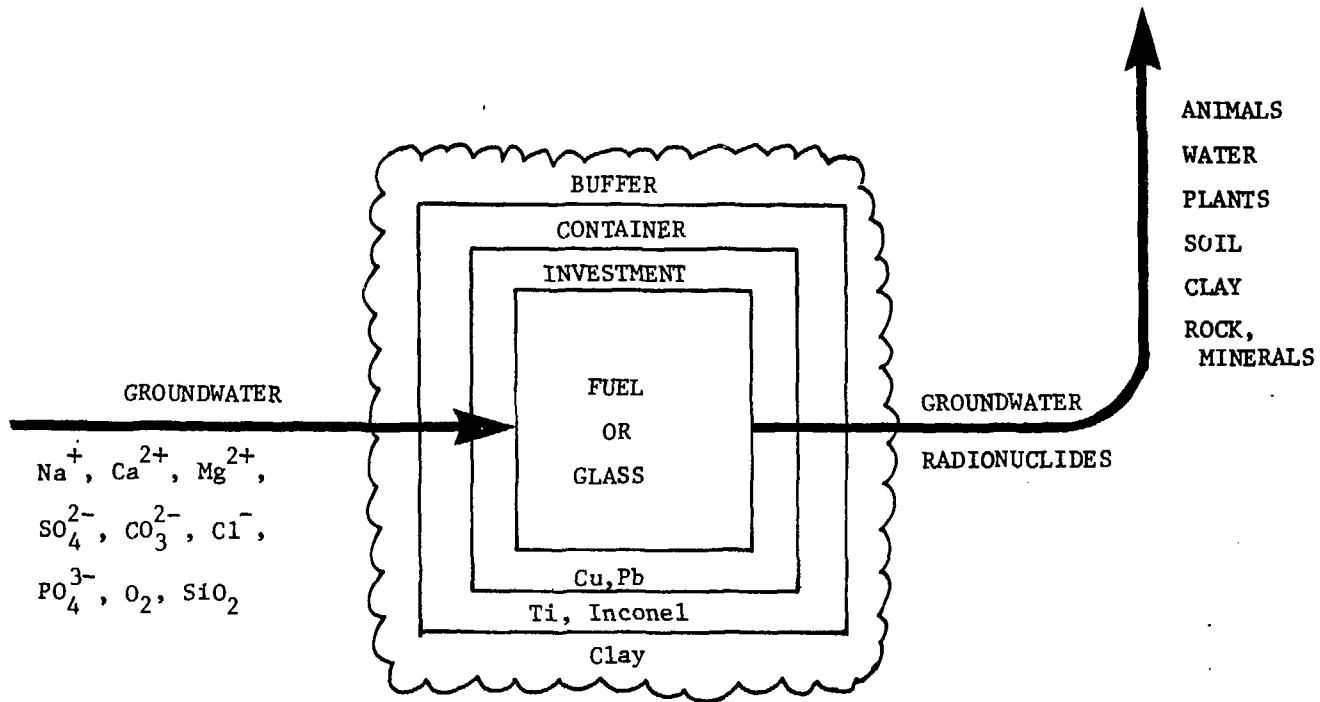 BUFFER
CONTAINER
INVESTMENT
FUEL
OR
GLASS
Cu,Pb
Ti, Inconel
Clay
GROUNDWATER
Na⁺, Ca²⁺, Mg²⁺,
SO₄²⁻, CO₃²⁻, Cl⁻,
PO₄³⁻, O₂, SiO₂
GROUNDWATER
RADIONUCLIDES
ANIMALS
WATER
PLANTS
SOIL
CLAY
ROCK,
MINERALS